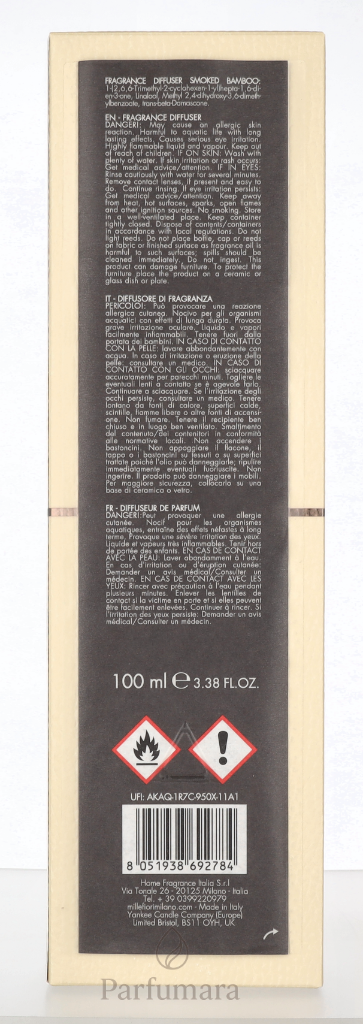 FRAGRANCE DIFFUSER SMOKED BAMBOO:
1-(2,6,6-Trimethyl-2-cyclohexen-1-yl)hepta-1,6-di-
en-3-one, Linalool, Methyl 2,4-dihydroxy-3,6-dimeth-
ylbenzoate, trans-beta-Damascone.
EN - FRAGRANCE DIFFUSER
DANGER! May cause an allergic skin
reaction. Harmful to aquatic life with long
lasting effects. Causes serious eye irritation.
Highly flammable liquid and vapour. Keep out
of reach of children. IF ON SKIN: Wash with
plenty of water. If skin irritation or rash occurs:
Get medical advice/attention. IF IN EYES:
Rinse cautiously with water for several minutes.
Remove contact lenses, if present and easy to
do. Continue rinsing. If eye irritation persists:
Get medical advice/attention. Keep away
from heat, hot surfaces, sparks, open flames
and other ignition sources. No smoking. Store
in a well-ventilated place. Keep container
tightly closed. Dispose of contents/containers
in accordance with local regulations. Do not
light reeds. Do not place bottle, cap or reeds
on fabric or finished surface as fragrance oil is
harmful to such surfaces; spills should be
cleaned immediately. Do not ingest. This
product can damage furniture. To protect the
furniture place the product on a ceramic or
glass dish or plate.
IT - DIFFUSORE DI FRAGRANZA
PERICOLO! Può provocare una reazione
allergica cutanea. Nocivo per gli organismi
acquatici con effetti di lunga durata. Provoca
grave irritazione oculare. Liquido e vapori
facilmente infiammabili. Tenere fuori dalla
portata dei bambini. IN CASO DI CONTATTO
CON LA PELLE: lavare abbondantemente con
acqua. In caso di irritazione o eruzione della
pelle: consultare un medico. IN CASO DI
CONTATTO CON GLI OCCHI: sciacquare
accuratamente per parecchi minuti. Togliere le
eventuali lenti a contatto se è agevole farlo.
Continuare a sciacquare. Se l'irritazione degli
occhi persiste, consultare un medico. Tenere
lontano da fonti di calore, superfici calde,
scintille, fiamme libere o altre fonti di accensio-
ne. Non fumare. Tenere il recipiente ben
chiuso e in luogo ben ventilato. Smaltimento
del contenuto/dei contenitori in conformità
alle normative locali. Non accendere i
bastoncini. Non appoggiare il flacone, il
tappo o i bastoncini su tessuti o su superfici
trattate poiché l'olio può danneggiarle; ripulire
immediatamente eventuali fuoriuscite. Non
ingerire. Il prodotto può danneggiare i mobili.
Per maggiore sicurezza, collocarla su una
base di ceramica o vetro.
FR - DIFFUSEUR DE PARFUM
DANGER! Peut provoquer une allergie
cutanée. Nocif pour les organismes
aquatiques, entraîne des effets néfastes à long
terme. Provoque une sévère irritation des yeux.
Liquide et vapeurs très inflammables. Tenir hors
de portée des enfants. EN CAS DE CONTACT
AVEC LA PEAU: Laver abondamment à l'eau.
En cas d'irritation ou d'éruption cutanée:
Demander un avis médical/Consulter un
médecin. EN CAS DE CONTACT AVEC LES
YEUX: Rincer avec précaution à l'eau pendant
plusieurs minutes. Enlever les lentilles de
contact si la victime en porte et si elles peuvent
être facilement enlevées. Continuer à rincer. Si
l'irritation des yeux persiste: Demander un avis
médical/Consulter un médecin.
100 ml ℮ 3.38 FL.OZ.
UFI: AKAQ-1R7C-950X-11A1
8 051938 692784
Home Fragrance Italia S.r.l
Via Tonale 26 - 20125 Milano - Italia
Tel. + 39 0399220979
millefiorimilano.com - Made in Italy
Yankee Candle Company (Europe)
Limited Bristol, BS11 0YH, UK
Parfumara